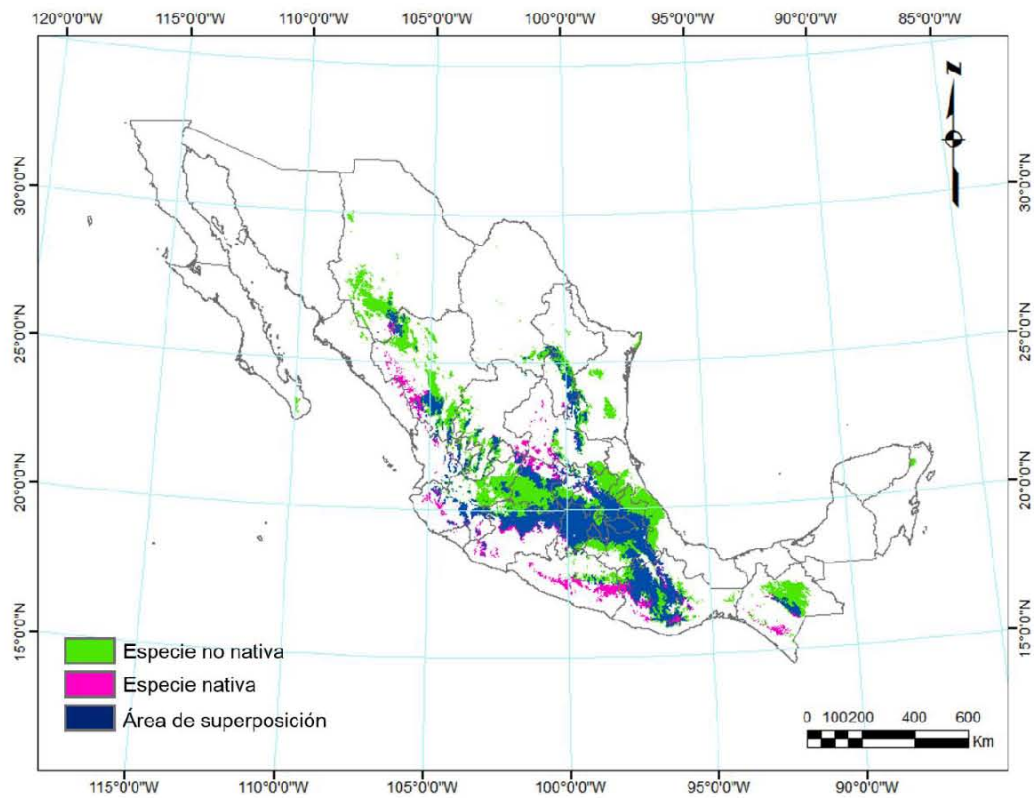 120°0'0"W 115°0'0"W 110°0'0"W 105°0'0"W 100°0'0"W 95°0'0"W 90°0'0"W 85°0'0"W
N
30°0'0"N 30°0'0"N
25°0'0"N 25°0'0"N
20°0'0"N 20°0'0"N
15°0'0"N 15°0'0"N
Especie no nativa
Especie nativa
Área de superposición
0 100 200 400 600
Km
115°0'0"W 110°0'0"W 105°0'0"W 100°0'0"W 95°0'0"W 90°0'0"W